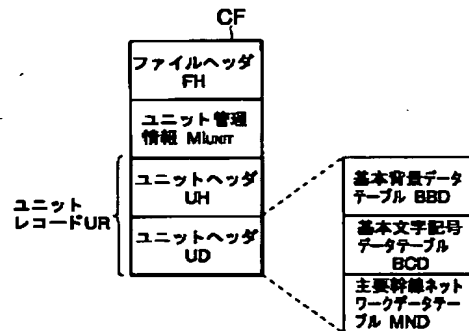 CF
ファイルヘッダ
FH
ユニット管理
情報 MIUNIT
ユニットヘッダ
UH
ユニットヘッダ
UD
ユニット
レコードUR
基本背景データ
テーブル BBD
基本文字記号
データテーブル
BCD
主要幹線ネット
ワークデータテー
ブル MND